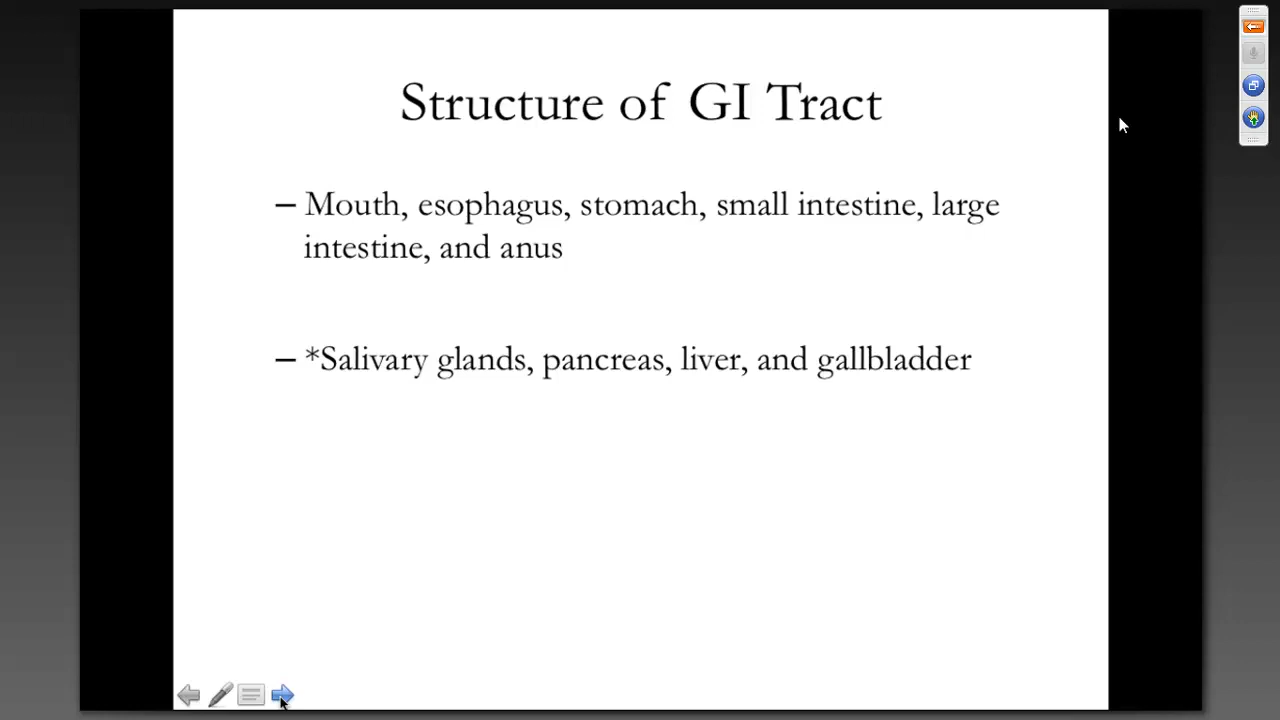 Structure of GI Tract
– Mouth, esophagus, stomach, small intestine, large
intestine, and anus
– *Salivary glands, pancreas, liver, and gallbladder